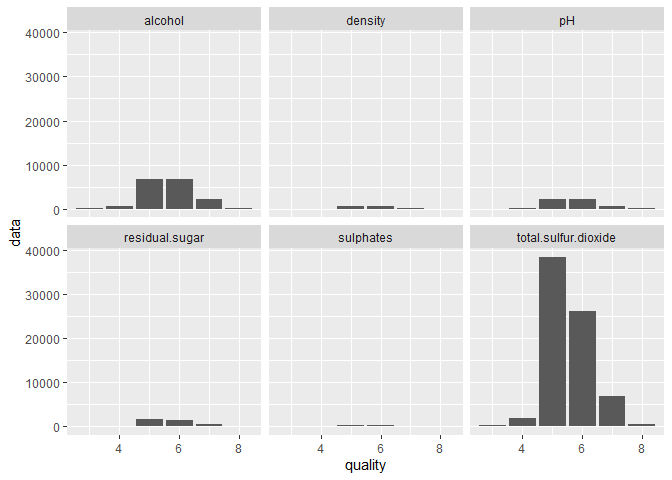 alcohol density pH
40000
30000
20000
10000
0
data
residual.sugar sulphates total.sulfur.dioxide
40000
30000
20000
10000
0
4 6 8 4 6 8 4 6 8
quality